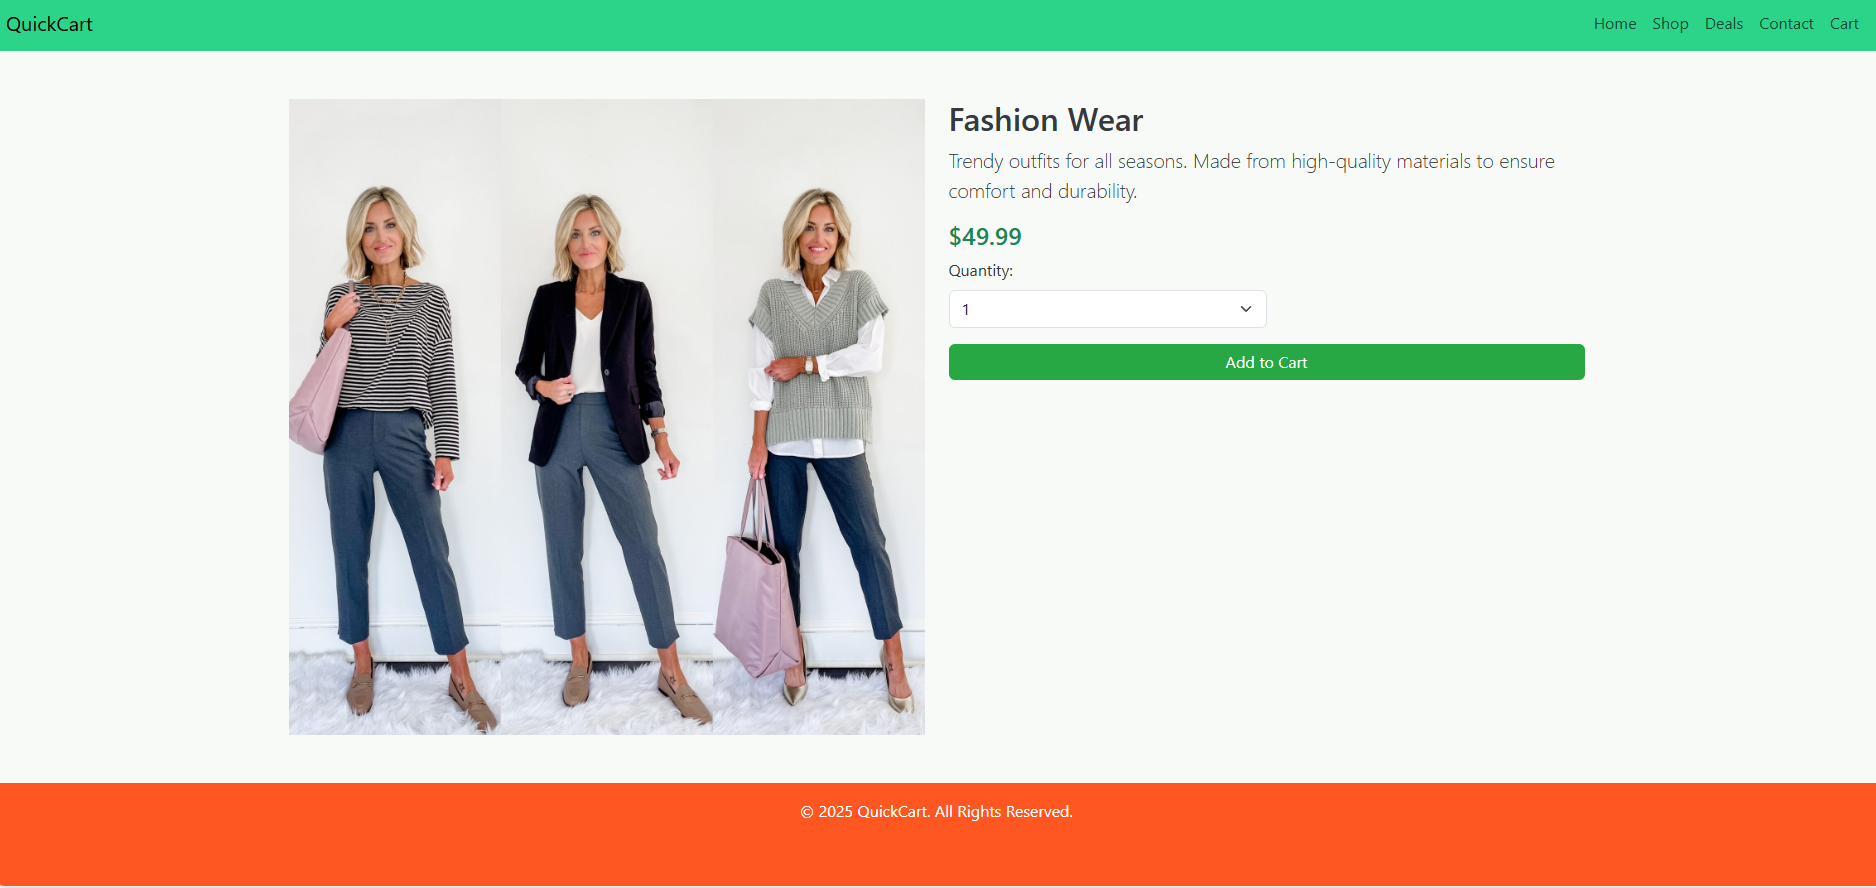 QuickCart
Home Shop Deals Contact Cart
Fashion Wear
Trendy outfits for all seasons. Made from high-quality materials to ensure
comfort and durability.
$49.99
Quantity:
1
Add to Cart
© 2025 QuickCart. All Rights Reserved.